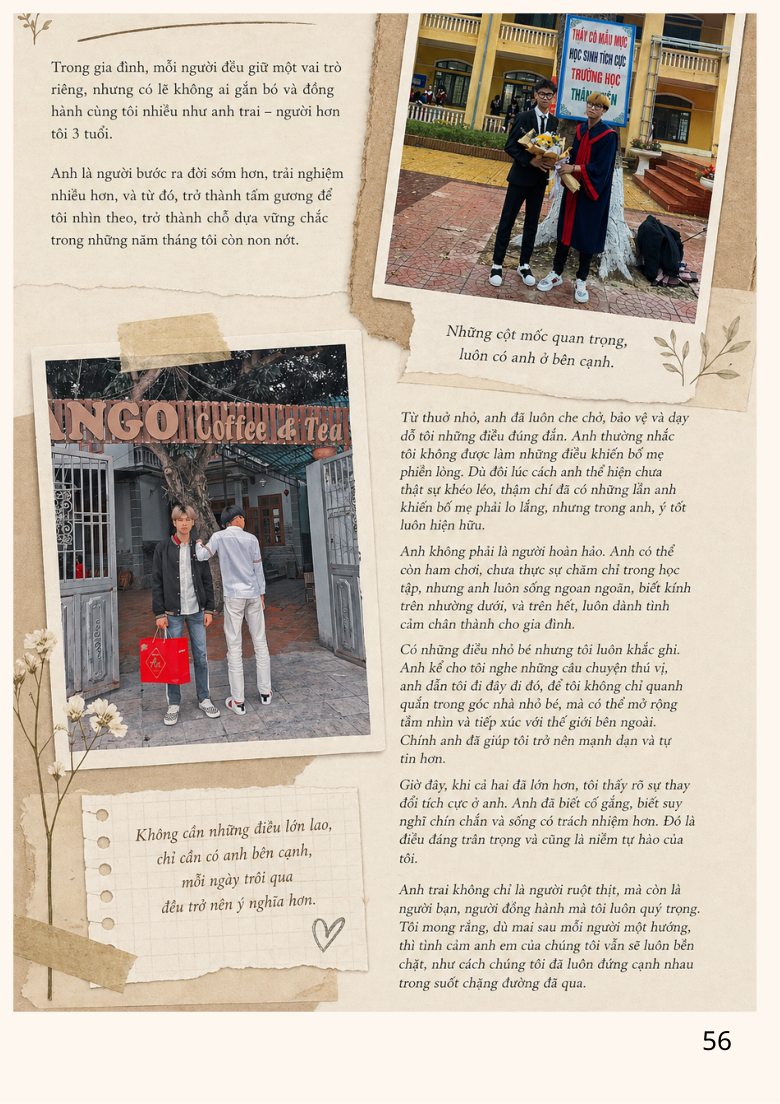 Trong gia đình, mỗi người đều giữ một vai trò
riêng, nhưng có lẽ không ai gắn bó và đồng
hành cùng tôi nhiều như anh trai – người hơn
tôi 3 tuổi.
Anh là người bước ra đời sớm hơn, trải nghiệm
nhiều hơn, và từ đó, trở thành tấm gương để
tôi nhìn theo, trở thành chỗ dựa vững chắc
trong những năm tháng tôi còn non nớt.
THẦY CÔ MẪU MỰC
HỌC SINH TÍCH CỰC
TRƯỜNG HỌC
THÂN THIỆN
Những cột mốc quan trọng,
luôn có anh ở bên cạnh.
ANGO Coffee & Tea
Từ thuở nhỏ, anh đã luôn che chở, bảo vệ và dạy
dỗ tôi những điều đúng đắn. Anh thường nhắc
tôi không được làm những điều khiến bố mẹ
phiền lòng. Dù đôi lúc cách anh thể hiện chưa
thật sự khéo léo, thậm chí đã có những lần anh
khiến bố mẹ phải lo lắng, nhưng trong anh, ý tốt
luôn hiện hữu.
Anh không phải là người hoàn hảo. Anh có thể
còn ham chơi, chưa thực sự chăm chỉ trong học
tập, nhưng anh luôn sống ngoan ngoãn, biết kính
trên nhường dưới, và trên hết, luôn dành tình
cảm chân thành cho gia đình.
Có những điều nhỏ bé nhưng tôi luôn khắc ghi.
Anh kể cho tôi nghe những câu chuyện thú vị,
anh dẫn tôi đi đây đi đó, để tôi không chỉ quanh
quẩn trong góc nhà nhỏ bé, mà có thể mở rộng
tầm nhìn và tiếp xúc với thế giới bên ngoài.
Chính anh đã giúp tôi trở nên mạnh dạn và tự
tin hơn.
Giờ đây, khi cả hai đã lớn hơn, tôi thấy rõ sự thay
đổi tích cực ở anh. Anh đã biết cố gắng, biết suy
nghĩ chín chắn và sống có trách nhiệm hơn. Đó là
điều đáng trân trọng và cũng là niềm tự hào của
tôi.
Anh trai không chỉ là người ruột thịt, mà còn là
người bạn, người đồng hành mà tôi luôn quý trọng.
Tôi mong rằng, dù mai sau mỗi người một hướng,
thì tình cảm anh em của chúng tôi vẫn sẽ luôn bền
chặt, như cách chúng tôi đã luôn đứng cạnh nhau
trong suốt chặng đường đã qua.
Không cần những điều lớn lao,
chỉ cần có anh bên cạnh,
mỗi ngày trôi qua
đều trở nên ý nghĩa hơn.
56